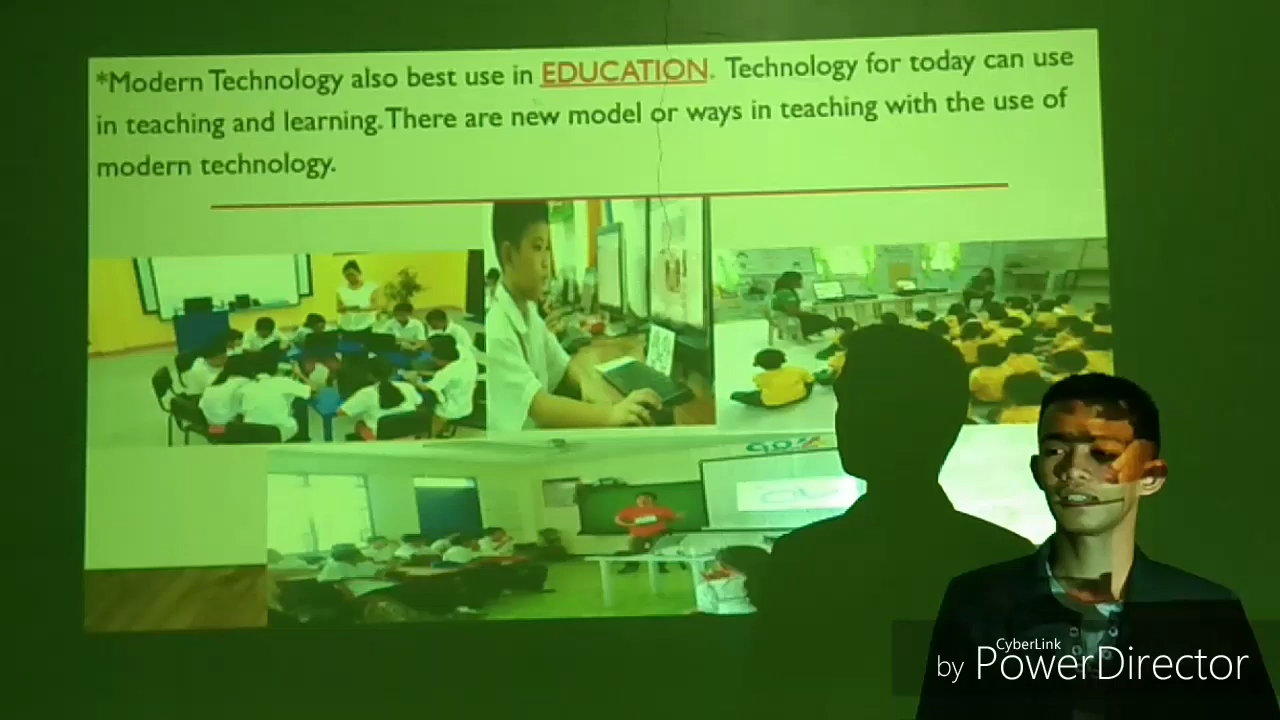 *Modern Technology also best use in EDUCATION. Technology for today can use
in teaching and learning. There are new model or ways in teaching with the use of
modern technology.
CyberLink
by PowerDirector